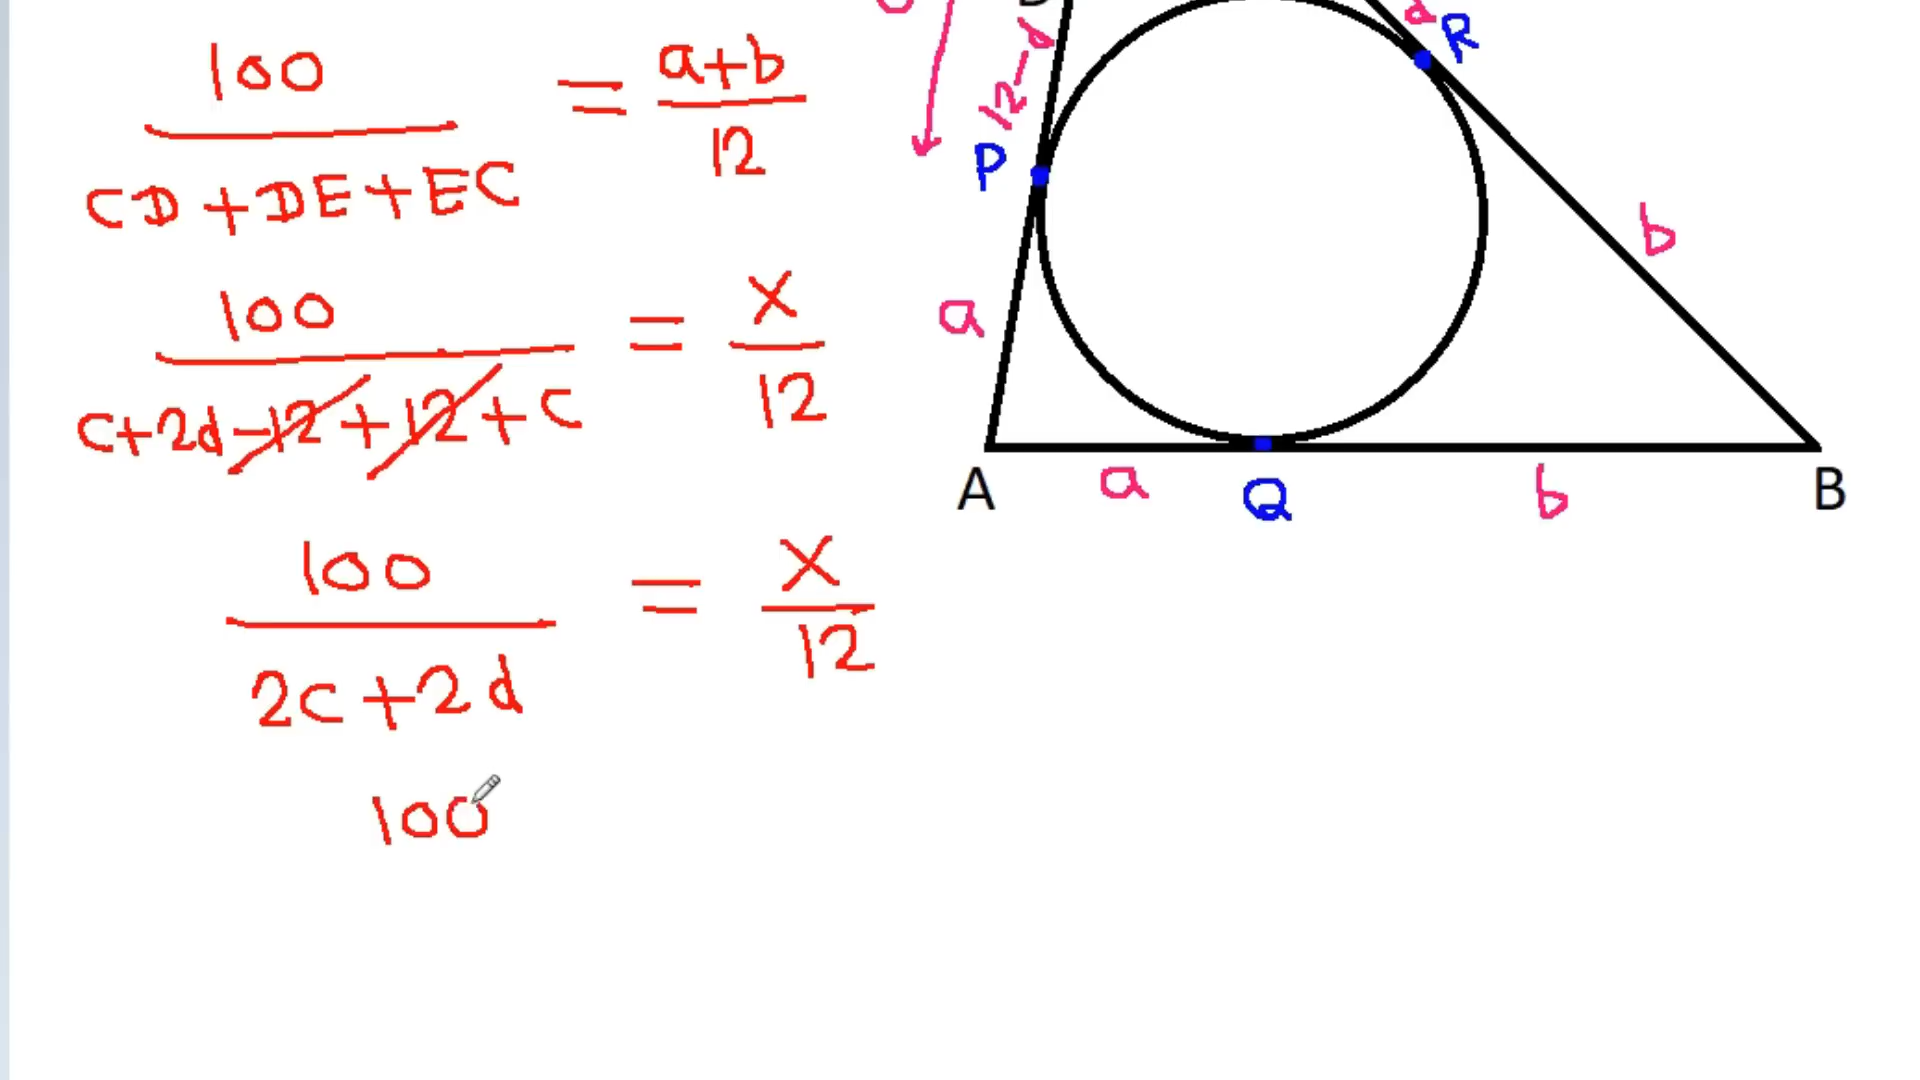 100 = a+b
CD+DE+EC 12
100 = x
c+2d-12+12+c 12
100 = x
2c+2d 12
100
12-d
d R
P
b
a
A a Q b B